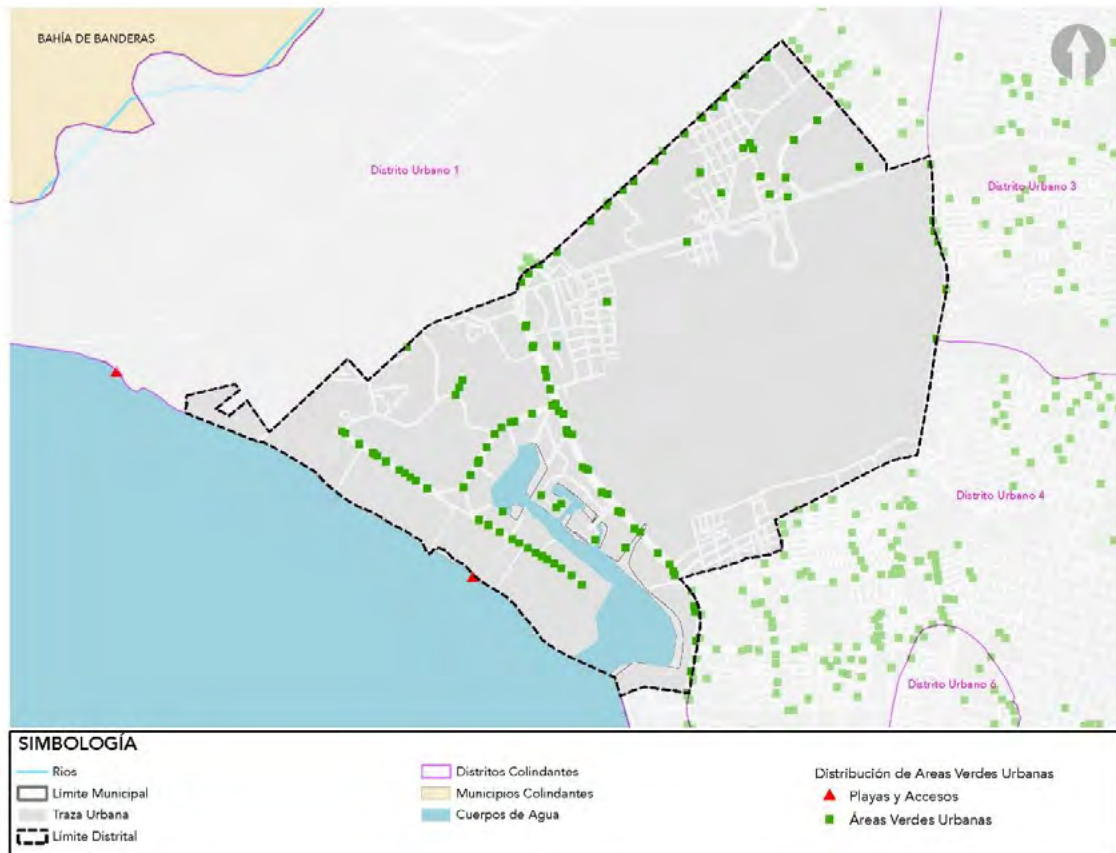 BAHÍA DE BANDERAS
Distrito Urbano 1
Distrito Urbano 3
Distrito Urbano 4
Distrito Urbano 6
SIMBOLOGÍA
Rios
Límite Municipal
Traza Urbana
Límite Distrital
Distritos Colindantes
Municipios Colindantes
Cuerpos de Agua
Distribución de Areas Verdes Urbanas
Playas y Accesos
Áreas Verdes Urbanas